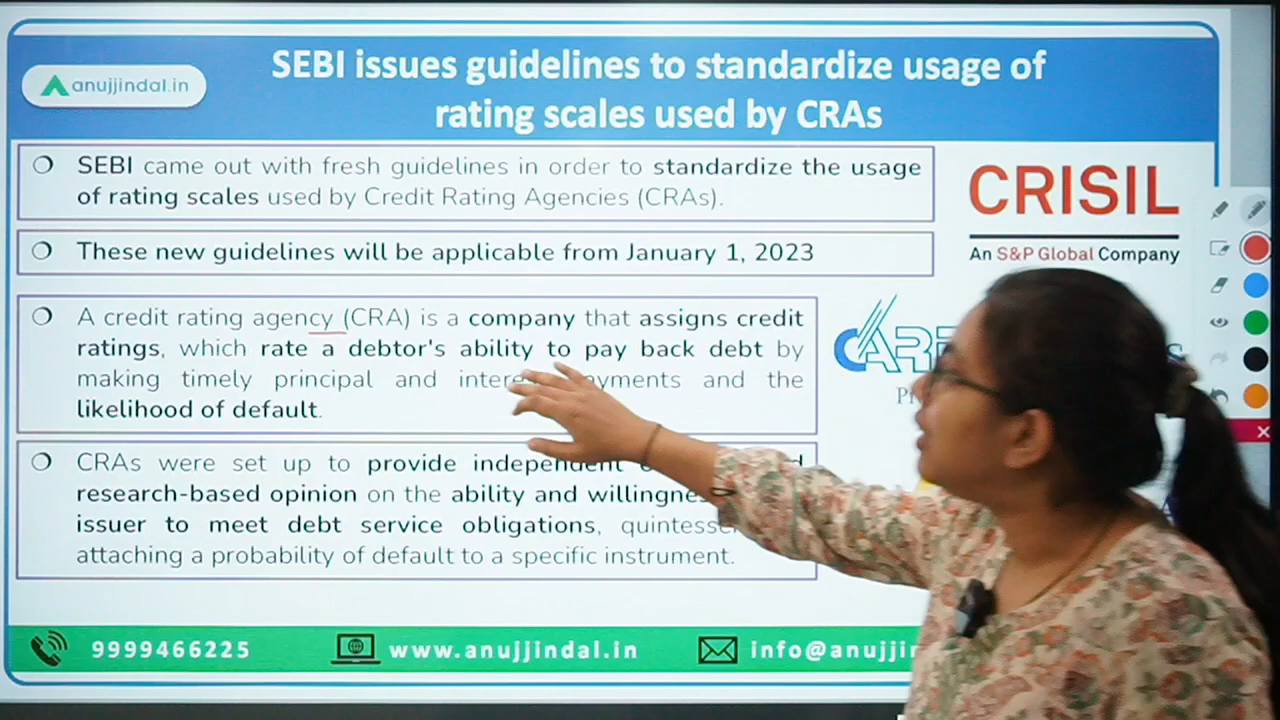 anujjindal.in
SEBI issues guidelines to standardize usage of
rating scales used by CRAs
SEBI came out with fresh guidelines in order to standardize the usage
of rating scales used by Credit Rating Agencies (CRAs).
These new guidelines will be applicable from January 1, 2023
A credit rating agency (CRA) is a company that assigns credit
ratings, which rate a debtor's ability to pay back debt by
making timely principal and and the
likelihood of default.
CRAs were set up to provide independent
research-based opinion on the ability and
issuer to meet debt service obligations,
attaching a probability of default to a specific instrument.
CRISIL
An S&P Global Company
CARE
9999466225
www.anujjindal.in